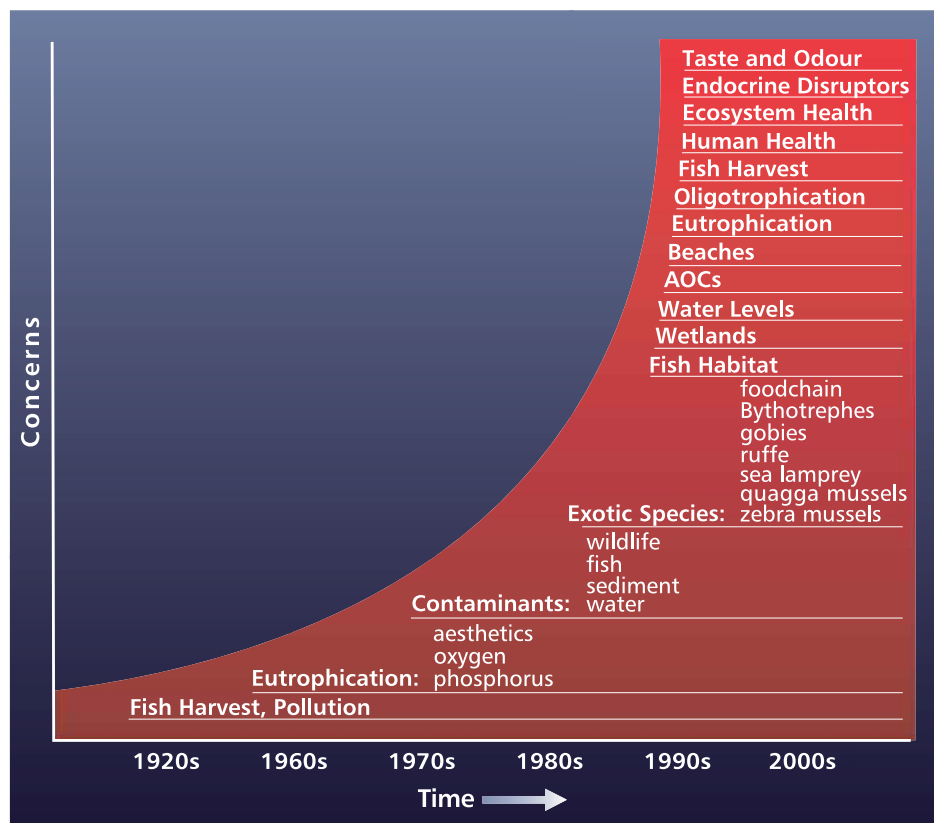 Taste and Odour
Endocrine Disruptors
Ecosystem Health
Human Health
Fish Harvest
Oligotrophication
Eutrophication
Beaches
AOCs
Water Levels
Wetlands
Fish Habitat
foodchain
Bythotrephes
gobies
ruffe
sea lamprey
quagga mussels
Exotic Species: zebra mussels
wildlife
fish
sediment
Contaminants: water
aesthetics
oxygen
Eutrophication: phosphorus
Fish Harvest, Pollution
Concerns
1920s 1960s 1970s 1980s 1990s 2000s
Time